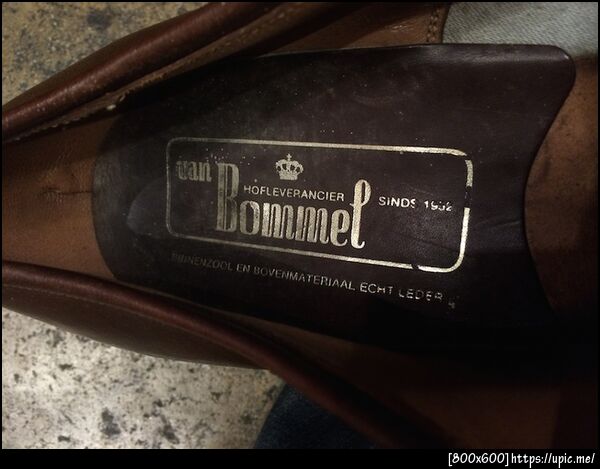 van
HOFLEVERANCIER SINDS 1952
Bommel
BINNENZOOL EN BOVENMATERIAAL ECHT LEDER
[800x600]https://upic.me/